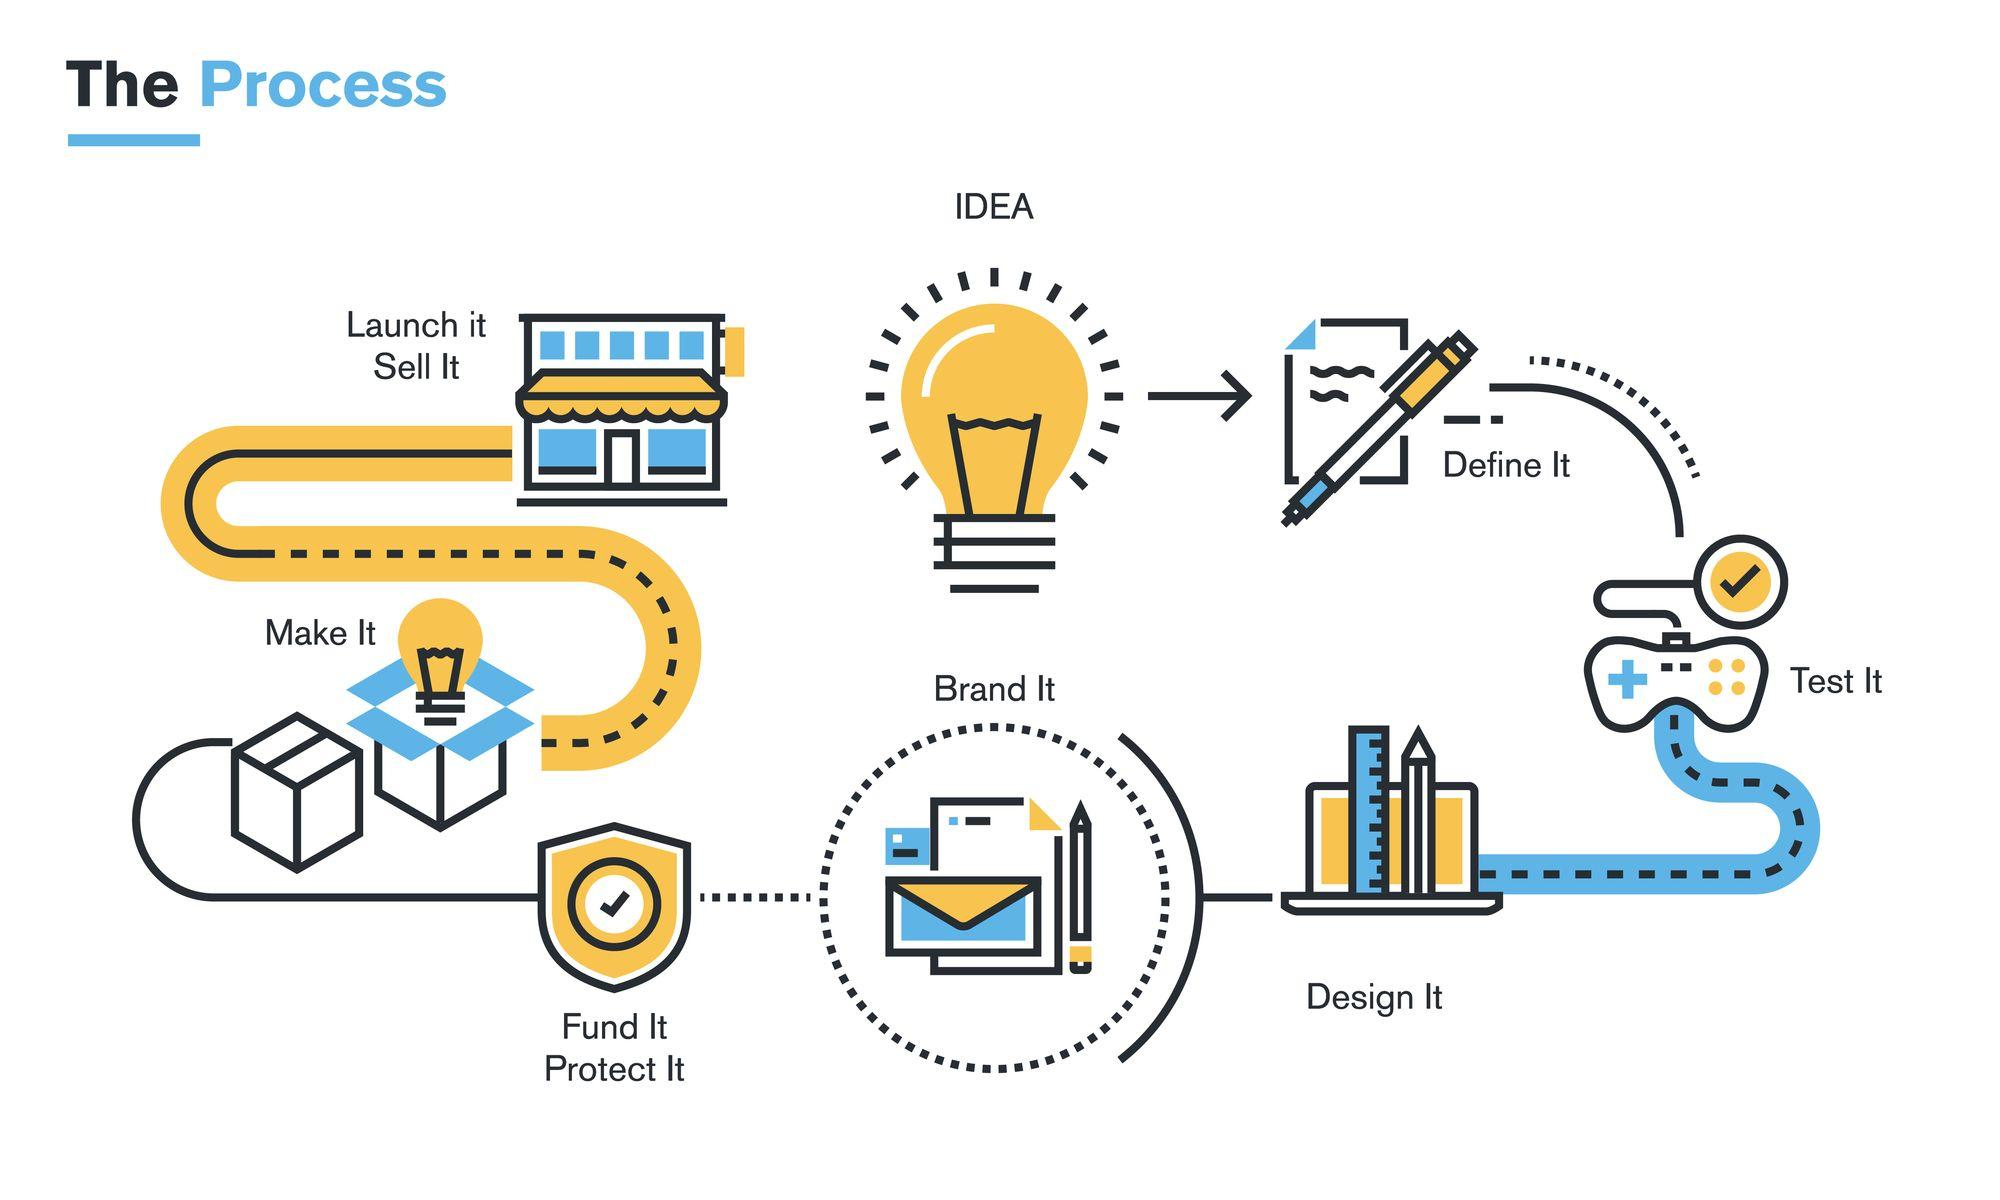 The Process
IDEA
Launch it
Sell It
Define It
Make It
Brand It
Test It
Design It
Fund It
Protect It